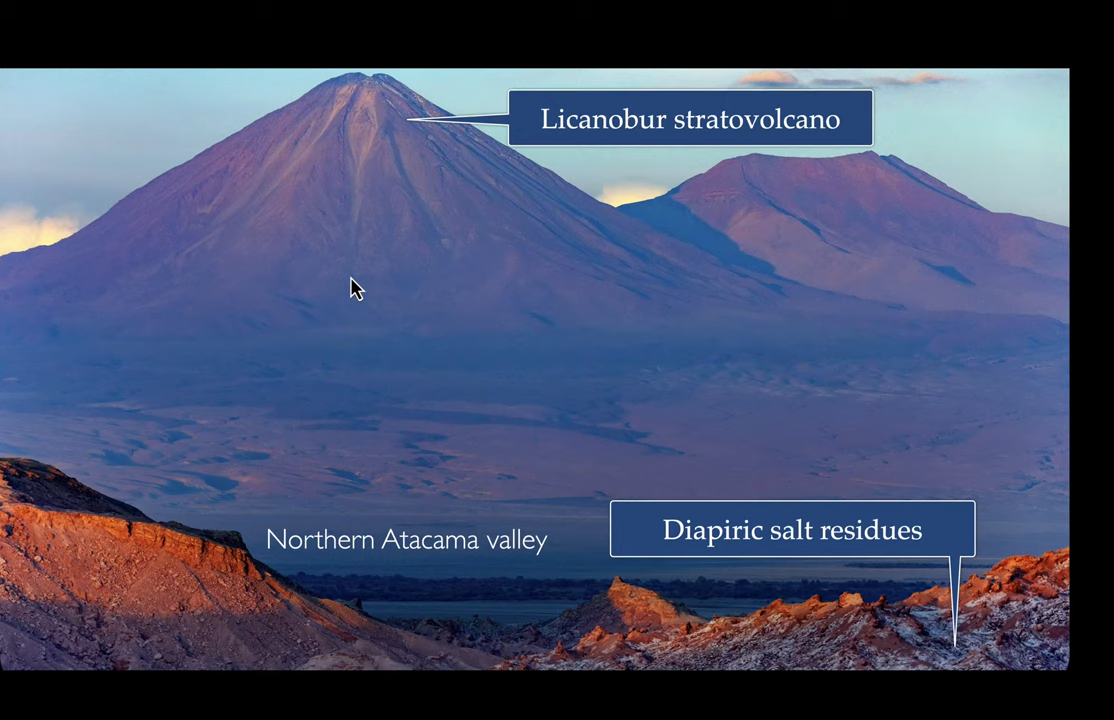 Licanobur stratovolcano
Northern Atacama valley
Diapiric salt residues